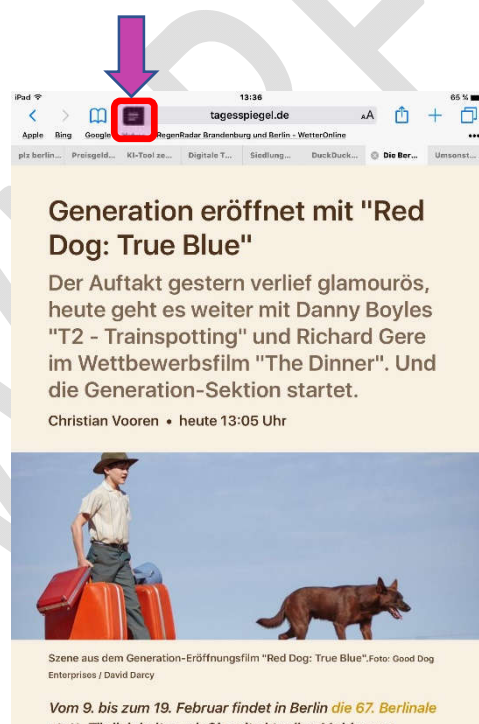 iPad 13:36 65 %
tagesspiegel.de AA
Apple Bing Google RegenRadar Brandenburg und Berlin - WetterOnline
plz berlin... Preisgeld... KI-Tool ze... Digitale T... Siedlung... DuckDuck... Die Ber... Umsonst...
Generation eröffnet mit "Red
Dog: True Blue"
Der Auftakt gestern verlief glamourös,
heute geht es weiter mit Danny Boyles
"T2 - Trainspotting" und Richard Gere
im Wettbewerbsfilm "The Dinner". Und
die Generation-Sektion startet.
Christian Vooren • heute 13:05 Uhr
Szene aus dem Generation-Eröffnungsfilm "Red Dog: True Blue".Foto: Good Dog
Enterprises / David Darcy
Vom 9. bis zum 19. Februar findet in Berlin die 67. Berlinale